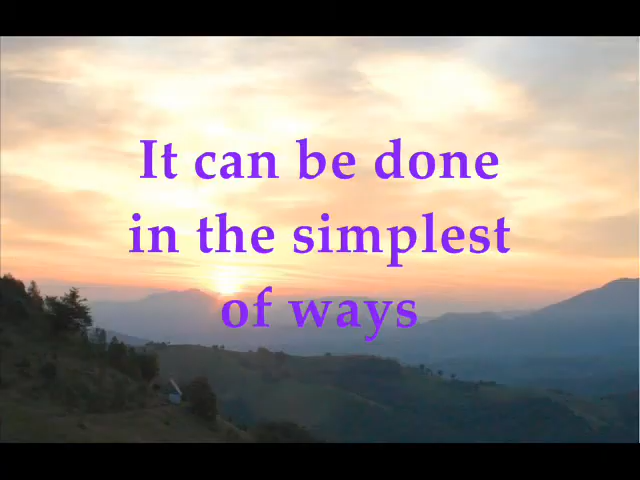 It can be done
in the simplest
of ways